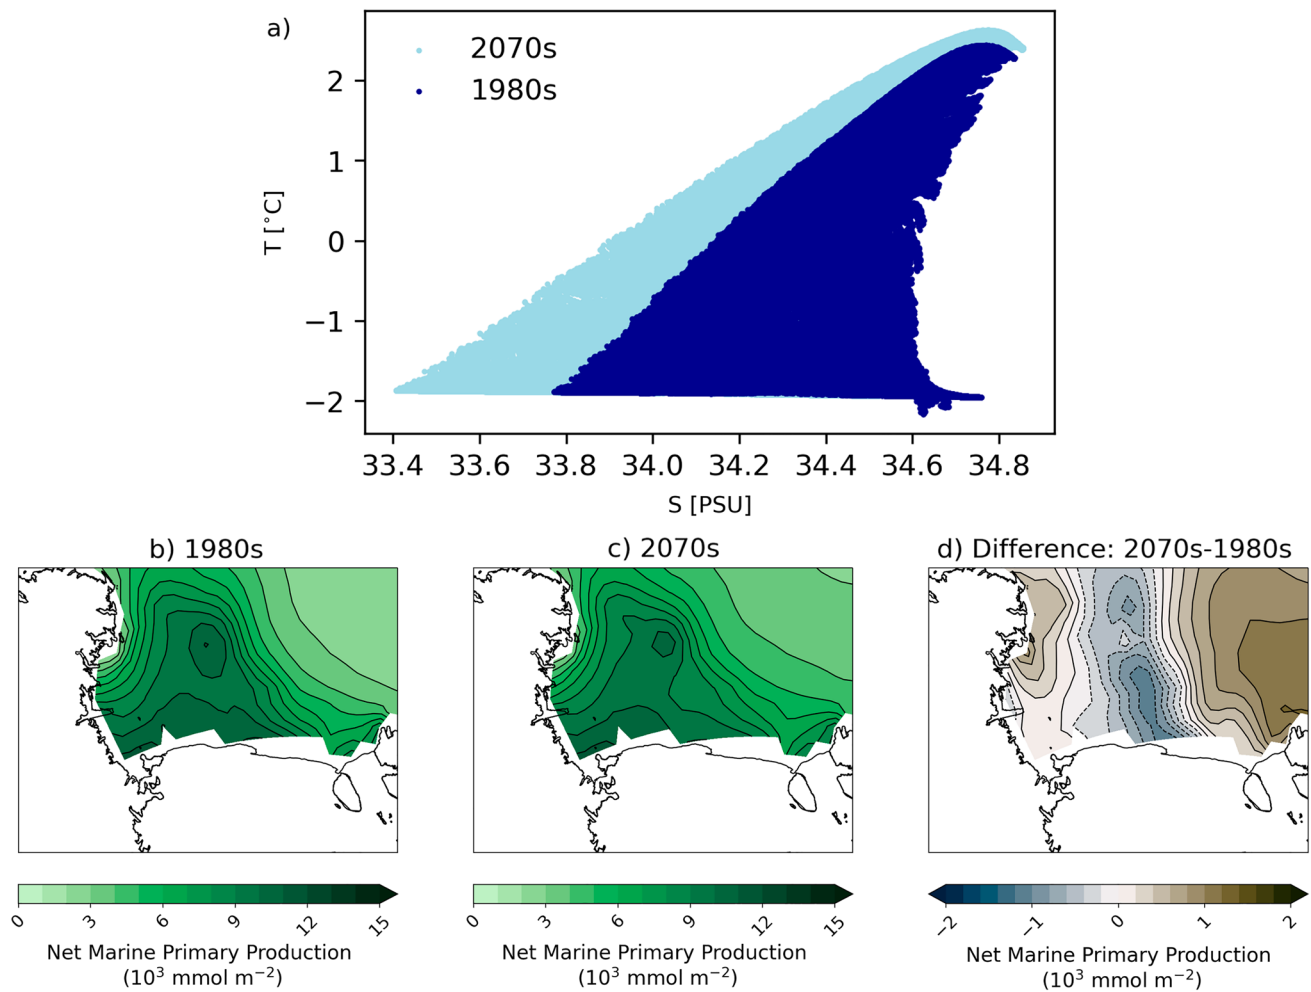 a)
2070s
1980s
2
1
0
−1
−2
T [°C]
33.4 33.6 33.8 34.0 34.2 34.4 34.6 34.8
S [PSU]
b) 1980s
c) 2070s
d) Difference: 2070s-1980s
0 3 6 9 12 15
Net Marine Primary Production
(10³ mmol m⁻²)
0 3 6 9 12 15
Net Marine Primary Production
(10³ mmol m⁻²)
−2 −1 0 1 2
Net Marine Primary Production
(10³ mmol m⁻²)